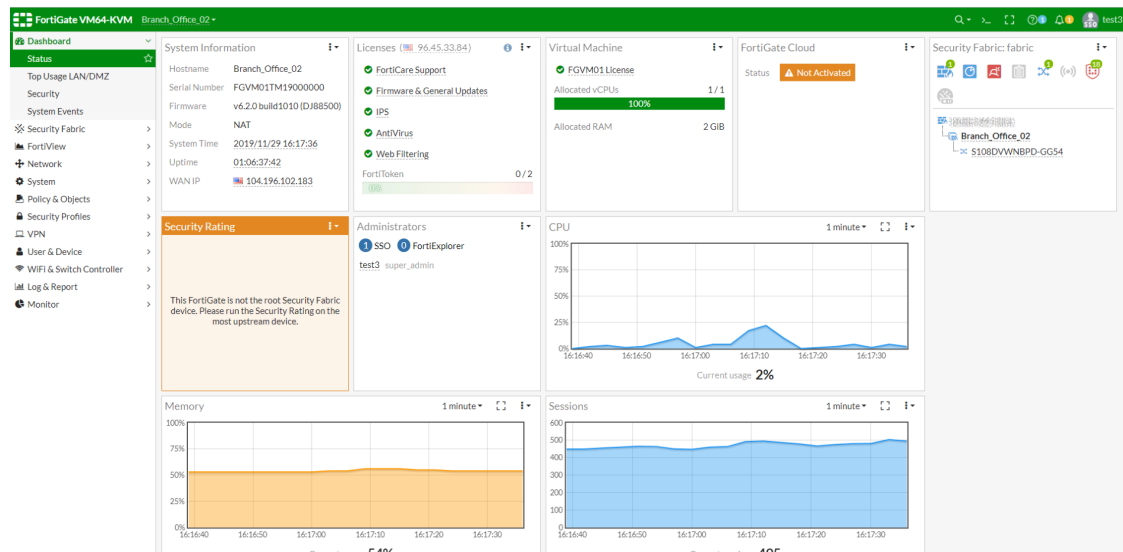 FortiGate VM64-KVM Branch_Office_02
1 1 SSO test3
Dashboard
Status
Top Usage LAN/DMZ
Security
System Events
Security Fabric
FortiView
Network
System
Policy & Objects
Security Profiles
VPN
User & Device
WiFi & Switch Controller
Log & Report
Monitor
System Information
Hostname Branch_Office_02
Serial Number FGVM01TM19000000
Firmware v6.2.0 build1010 (DJ88500)
Mode NAT
System Time 2019/11/29 16:17:36
Uptime 01:06:37:42
WAN IP 104.196.102.183
Licenses (96.45.33.84)
FortiCare Support
Firmware & General Updates
IPS
AntiVirus
Web Filtering
FortiToken 0/2
0%
Virtual Machine
FGVM01 License
Allocated vCPUs 1/1
100%
Allocated RAM 2 GiB
FortiGate Cloud
Status Not Activated
Security Fabric: fabric
1 1 10
Branch_Office_02
S108DVWNBPD-GG54
Security Rating
This FortiGate is not the root Security Fabric
device. Please run the Security Rating on the
most upstream device.
Administrators
1 SSO 0 FortiExplorer
test3 super_admin
CPU 1 minute
100%
75%
50%
25%
0%
16:16:40 16:16:50 16:17:00 16:17:10 16:17:20 16:17:30
Current usage 2%
Memory 1 minute
100%
75%
50%
25%
0%
16:16:40 16:16:50 16:17:00 16:17:10 16:17:20 16:17:30
54%
Sessions 1 minute
600
500
400
300
200
100
0
16:16:40 16:16:50 16:17:00 16:17:10 16:17:20 16:17:30
495